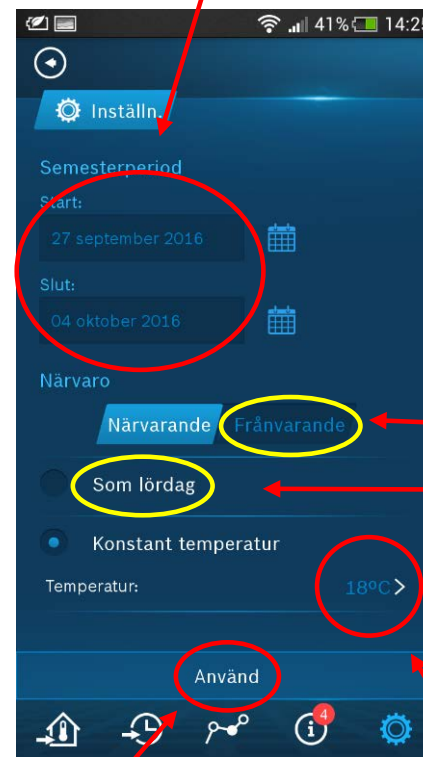 41% 14:25
Inställn.
Semesterperiod
Start:
27 september 2016
Slut:
04 oktober 2016
Närvaro
Närvarande Frånvarande
Som lördag
Konstant temperatur
Temperatur: 18ºC >
Använd
4